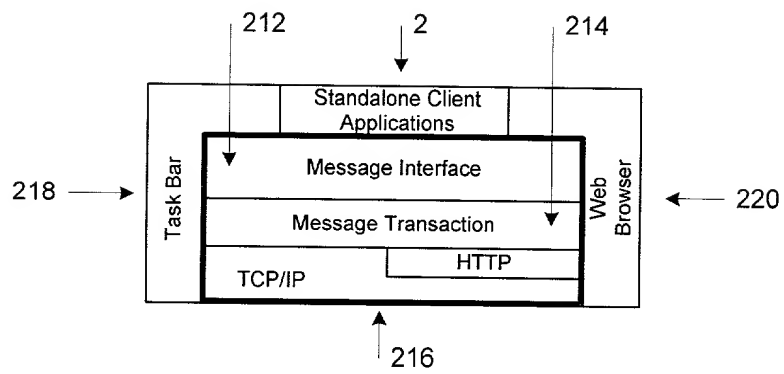 212
2
214
Standalone Client
Applications
Message Interface
218
Task Bar
Web
Browser
220
Message Transaction
HTTP
TCP/IP
216